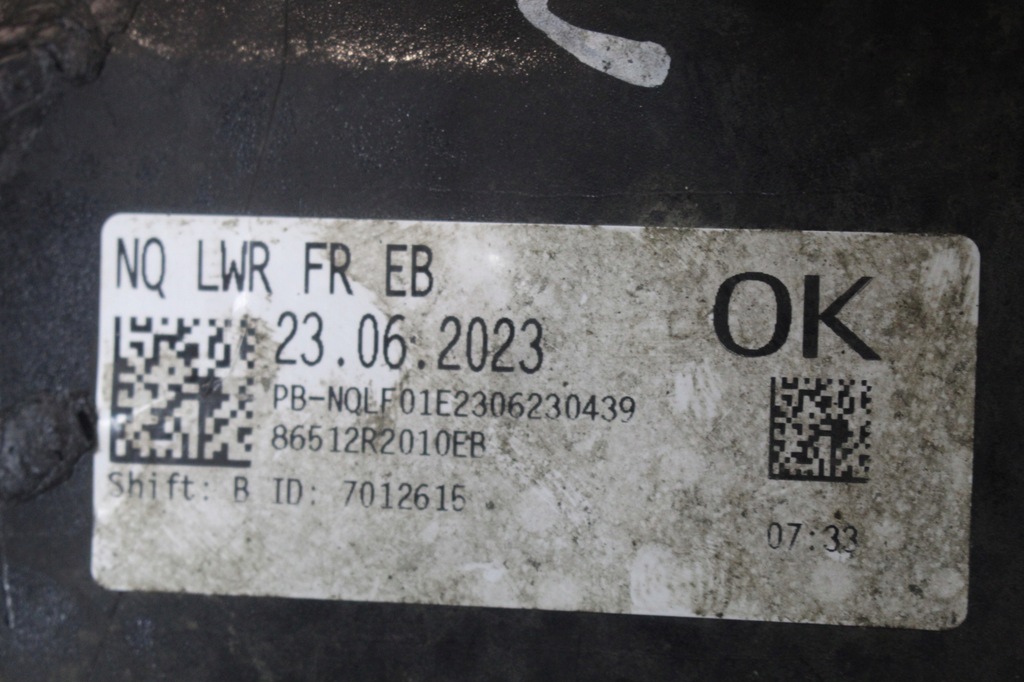 NQ LWR FR EB
OK
23.06.2023
PB-NQLF01E2306230439
86512R2010EB
Shift: B ID: 7012615
07:33